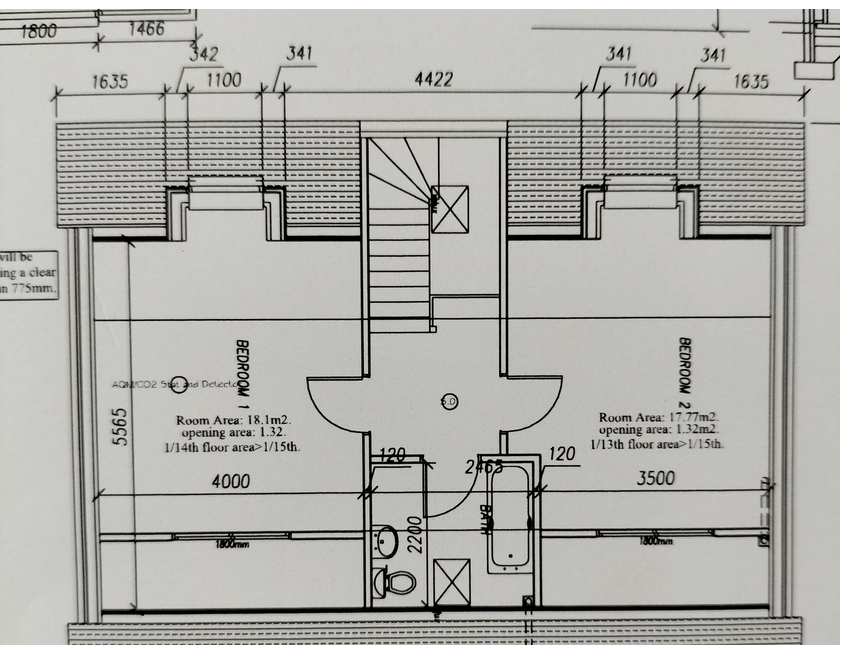 1800
1466
342
341
341
341
1635
1100
4422
1100
1635
will be
ing a clear
n 775mm.
BEDROOM 1
BEDROOM 2
AQM/CO2 Stat and Detector
S.D
Room Area: 18.1m2.
opening area: 1.32.
1/14th floor area>1/15th.
Room Area: 17.77m2.
opening area: 1.32m2.
1/13th floor area>1/15th.
5565
120
2465
120
4000
3500
BATH
2200
1800mm
1800mm